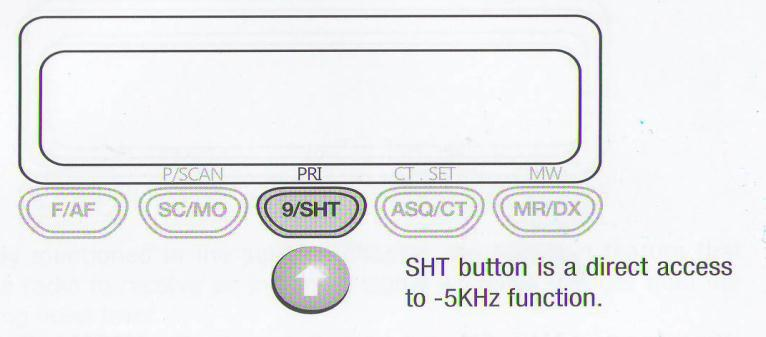 P/SCAN PRI CT . SET MW
F/AF SC/MO 9/SHT ASQ/CT MR/DX
SHT button is a direct access
to -5KHz function.